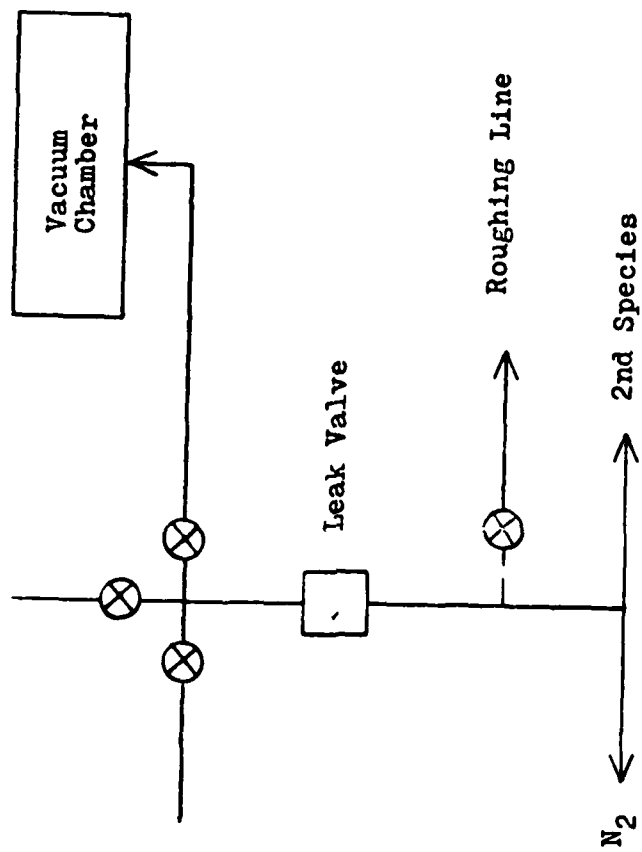 Vacuum
Chamber
Roughing Line
Leak Valve
2nd Species
N2